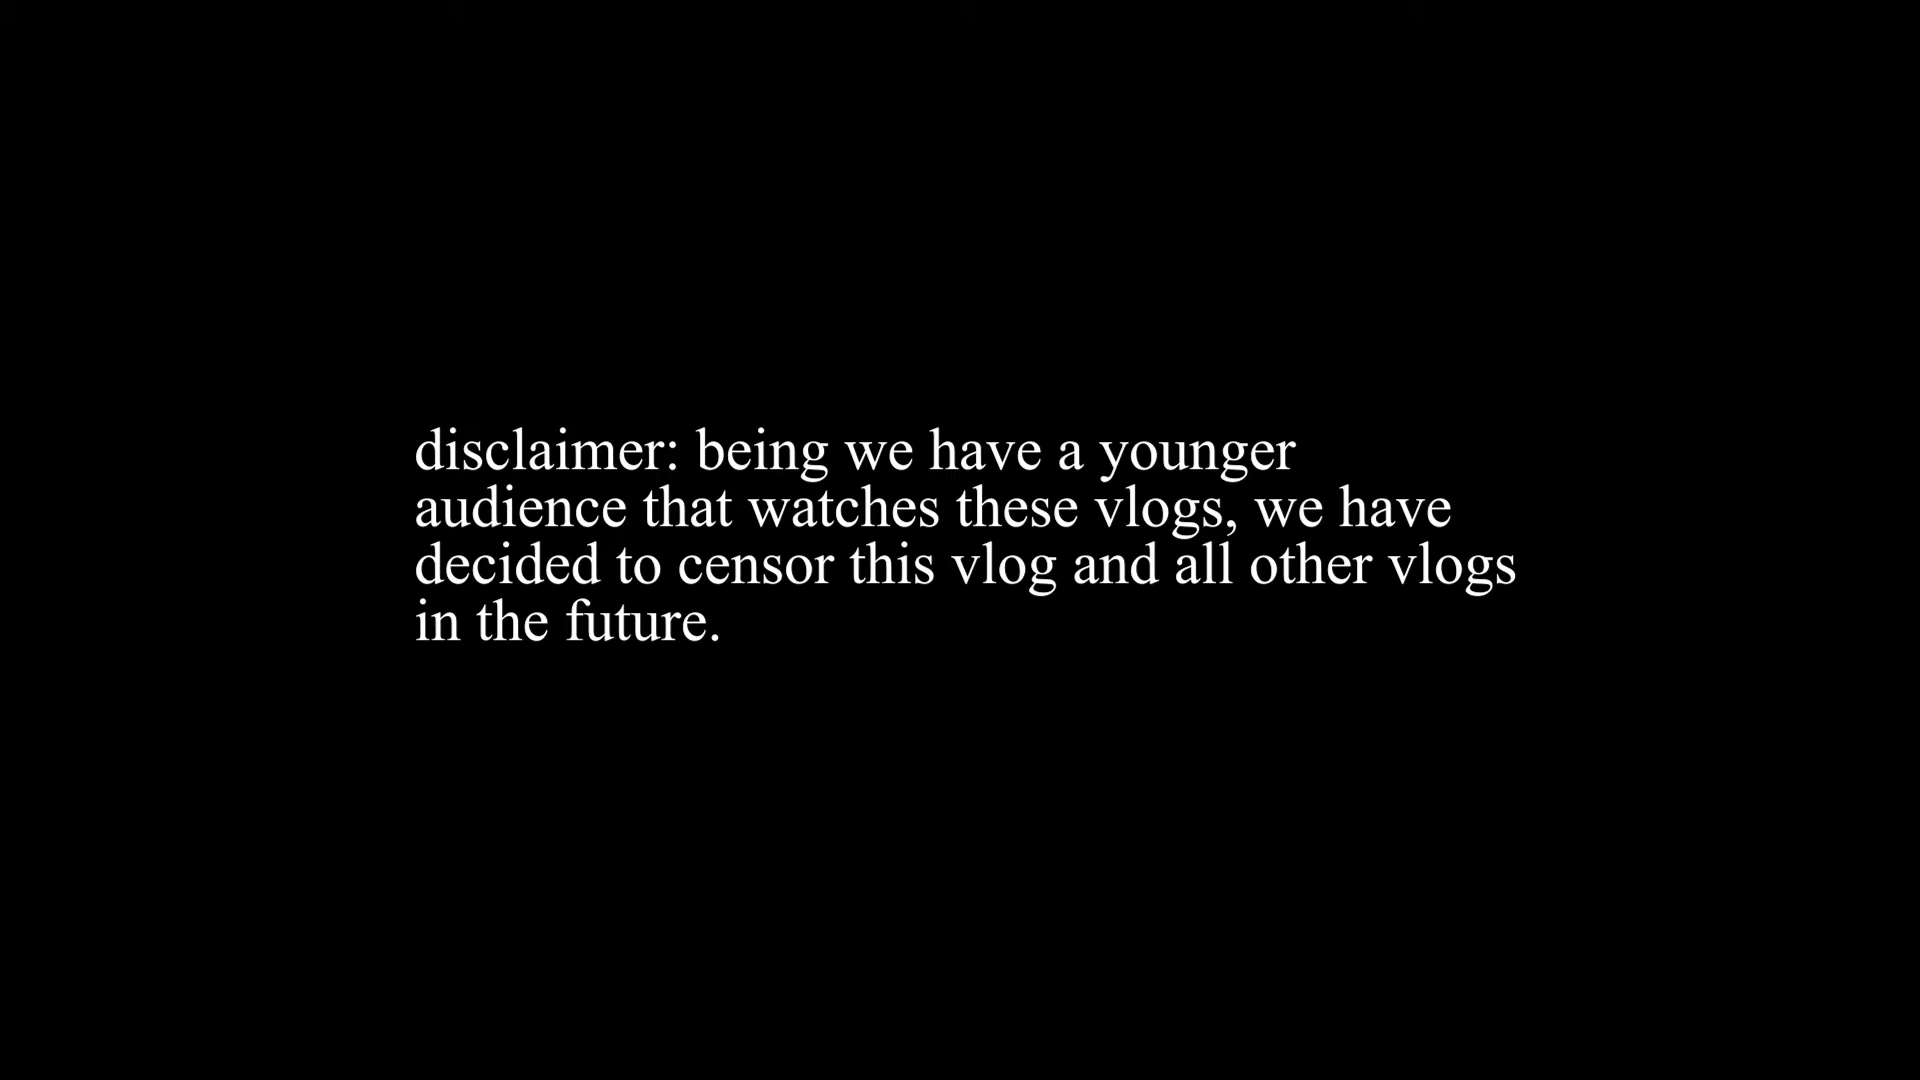 disclaimer: being we have a younger
audience that watches these vlogs, we have
decided to censor this vlog and all other vlogs
in the future.